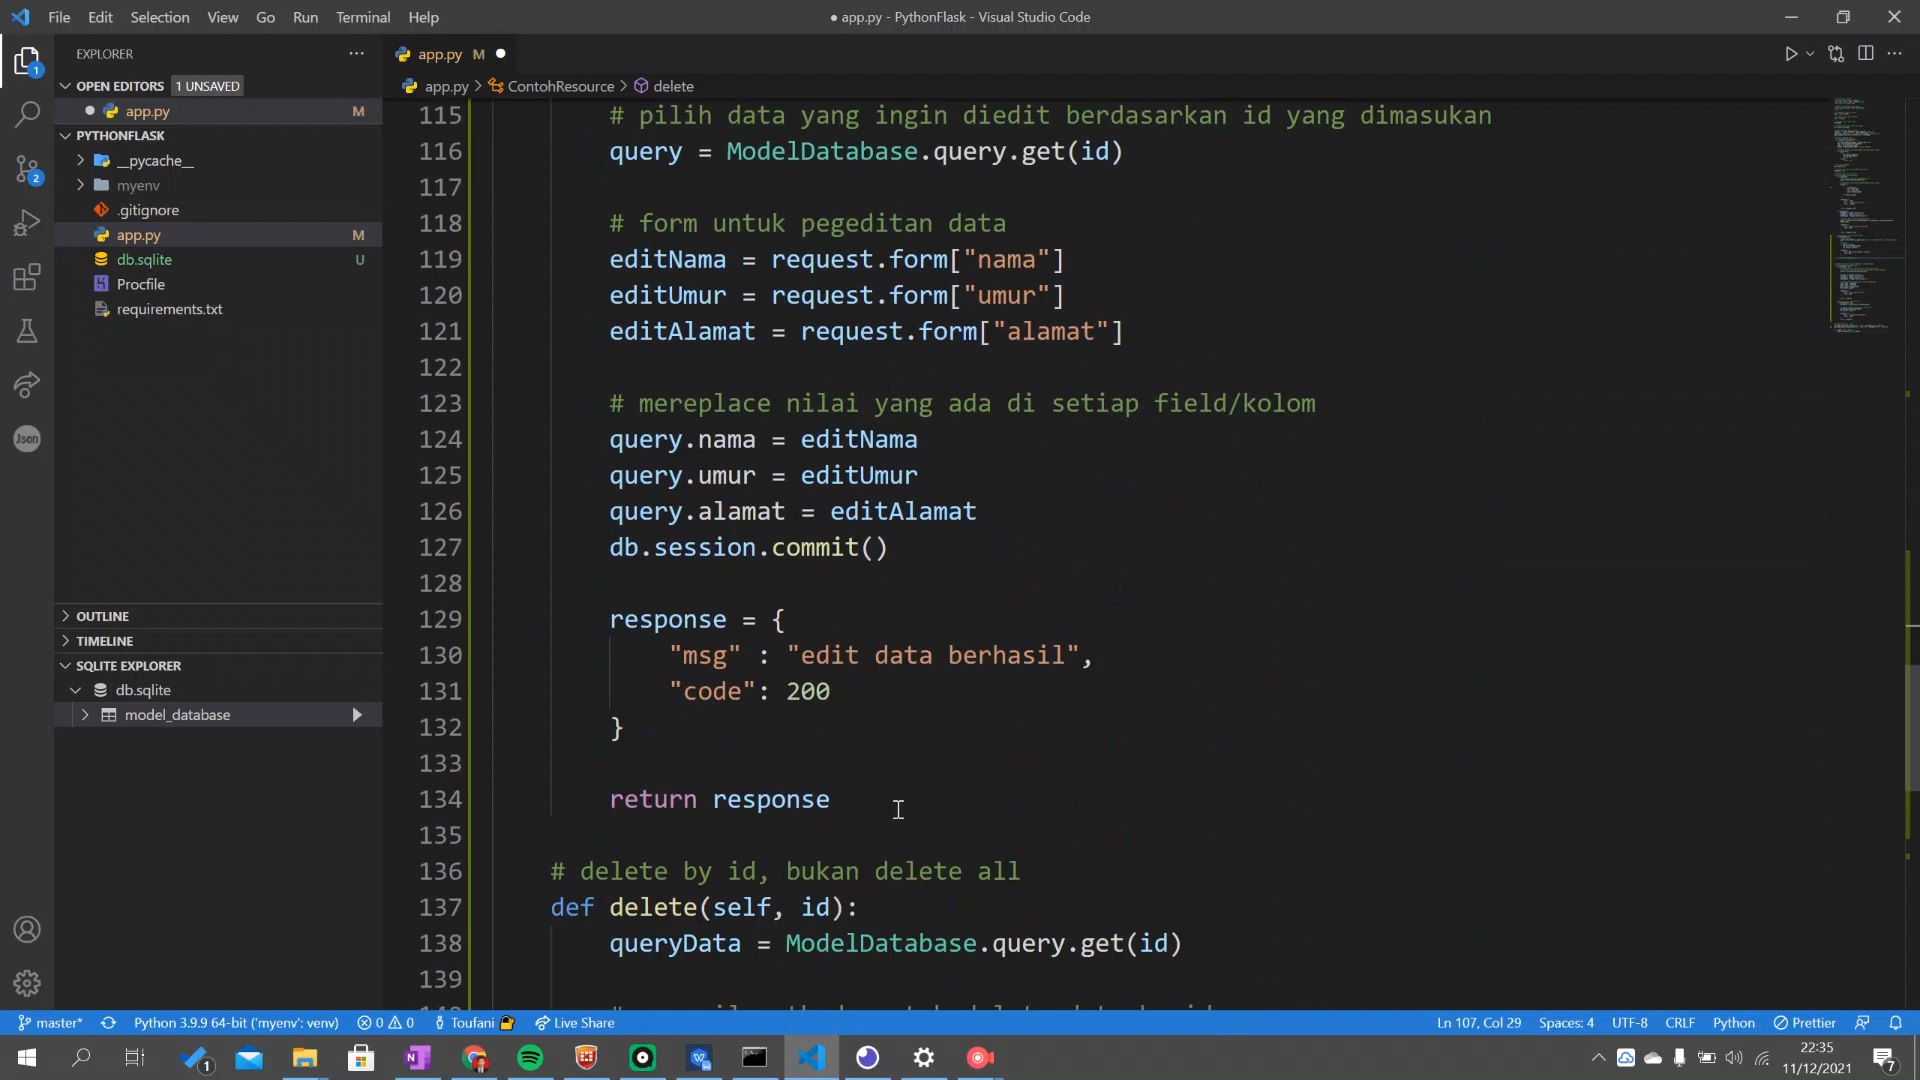 File Edit Selection View Go Run Terminal Help
● app.py - PythonFlask - Visual Studio Code
EXPLORER
OPEN EDITORS 1 UNSAVED
app.py M
PYTHONFLASK
__pycache__
myenv
.gitignore
app.py M
db.sqlite U
Procfile
requirements.txt
OUTLINE
TIMELINE
SQLITE EXPLORER
db.sqlite
model_database
app.py M
app.py > ContohResource > delete
115 # pilih data yang ingin diedit berdasarkan id yang dimasukan
116 query = ModelDatabase.query.get(id)
117
118 # form untuk pegeditan data
119 editNama = request.form["nama"]
120 editUmur = request.form["umur"]
121 editAlamat = request.form["alamat"]
122
123 # mereplace nilai yang ada di setiap field/kolom
124 query.nama = editNama
125 query.umur = editUmur
126 query.alamat = editAlamat
127 db.session.commit()
128
129 response = {
130 "msg" : "edit data berhasil",
131 "code": 200
132 }
133
134 return response
135
136 # delete by id, bukan delete all
137 def delete(self, id):
138 queryData = ModelDatabase.query.get(id)
139
master* Python 3.9.9 64-bit ('myenv': venv) 0 0 Toufani Live Share
Ln 107, Col 29 Spaces: 4 UTF-8 CRLF Python Prettier
22:35
11/12/2021
1
2
Json
1
7